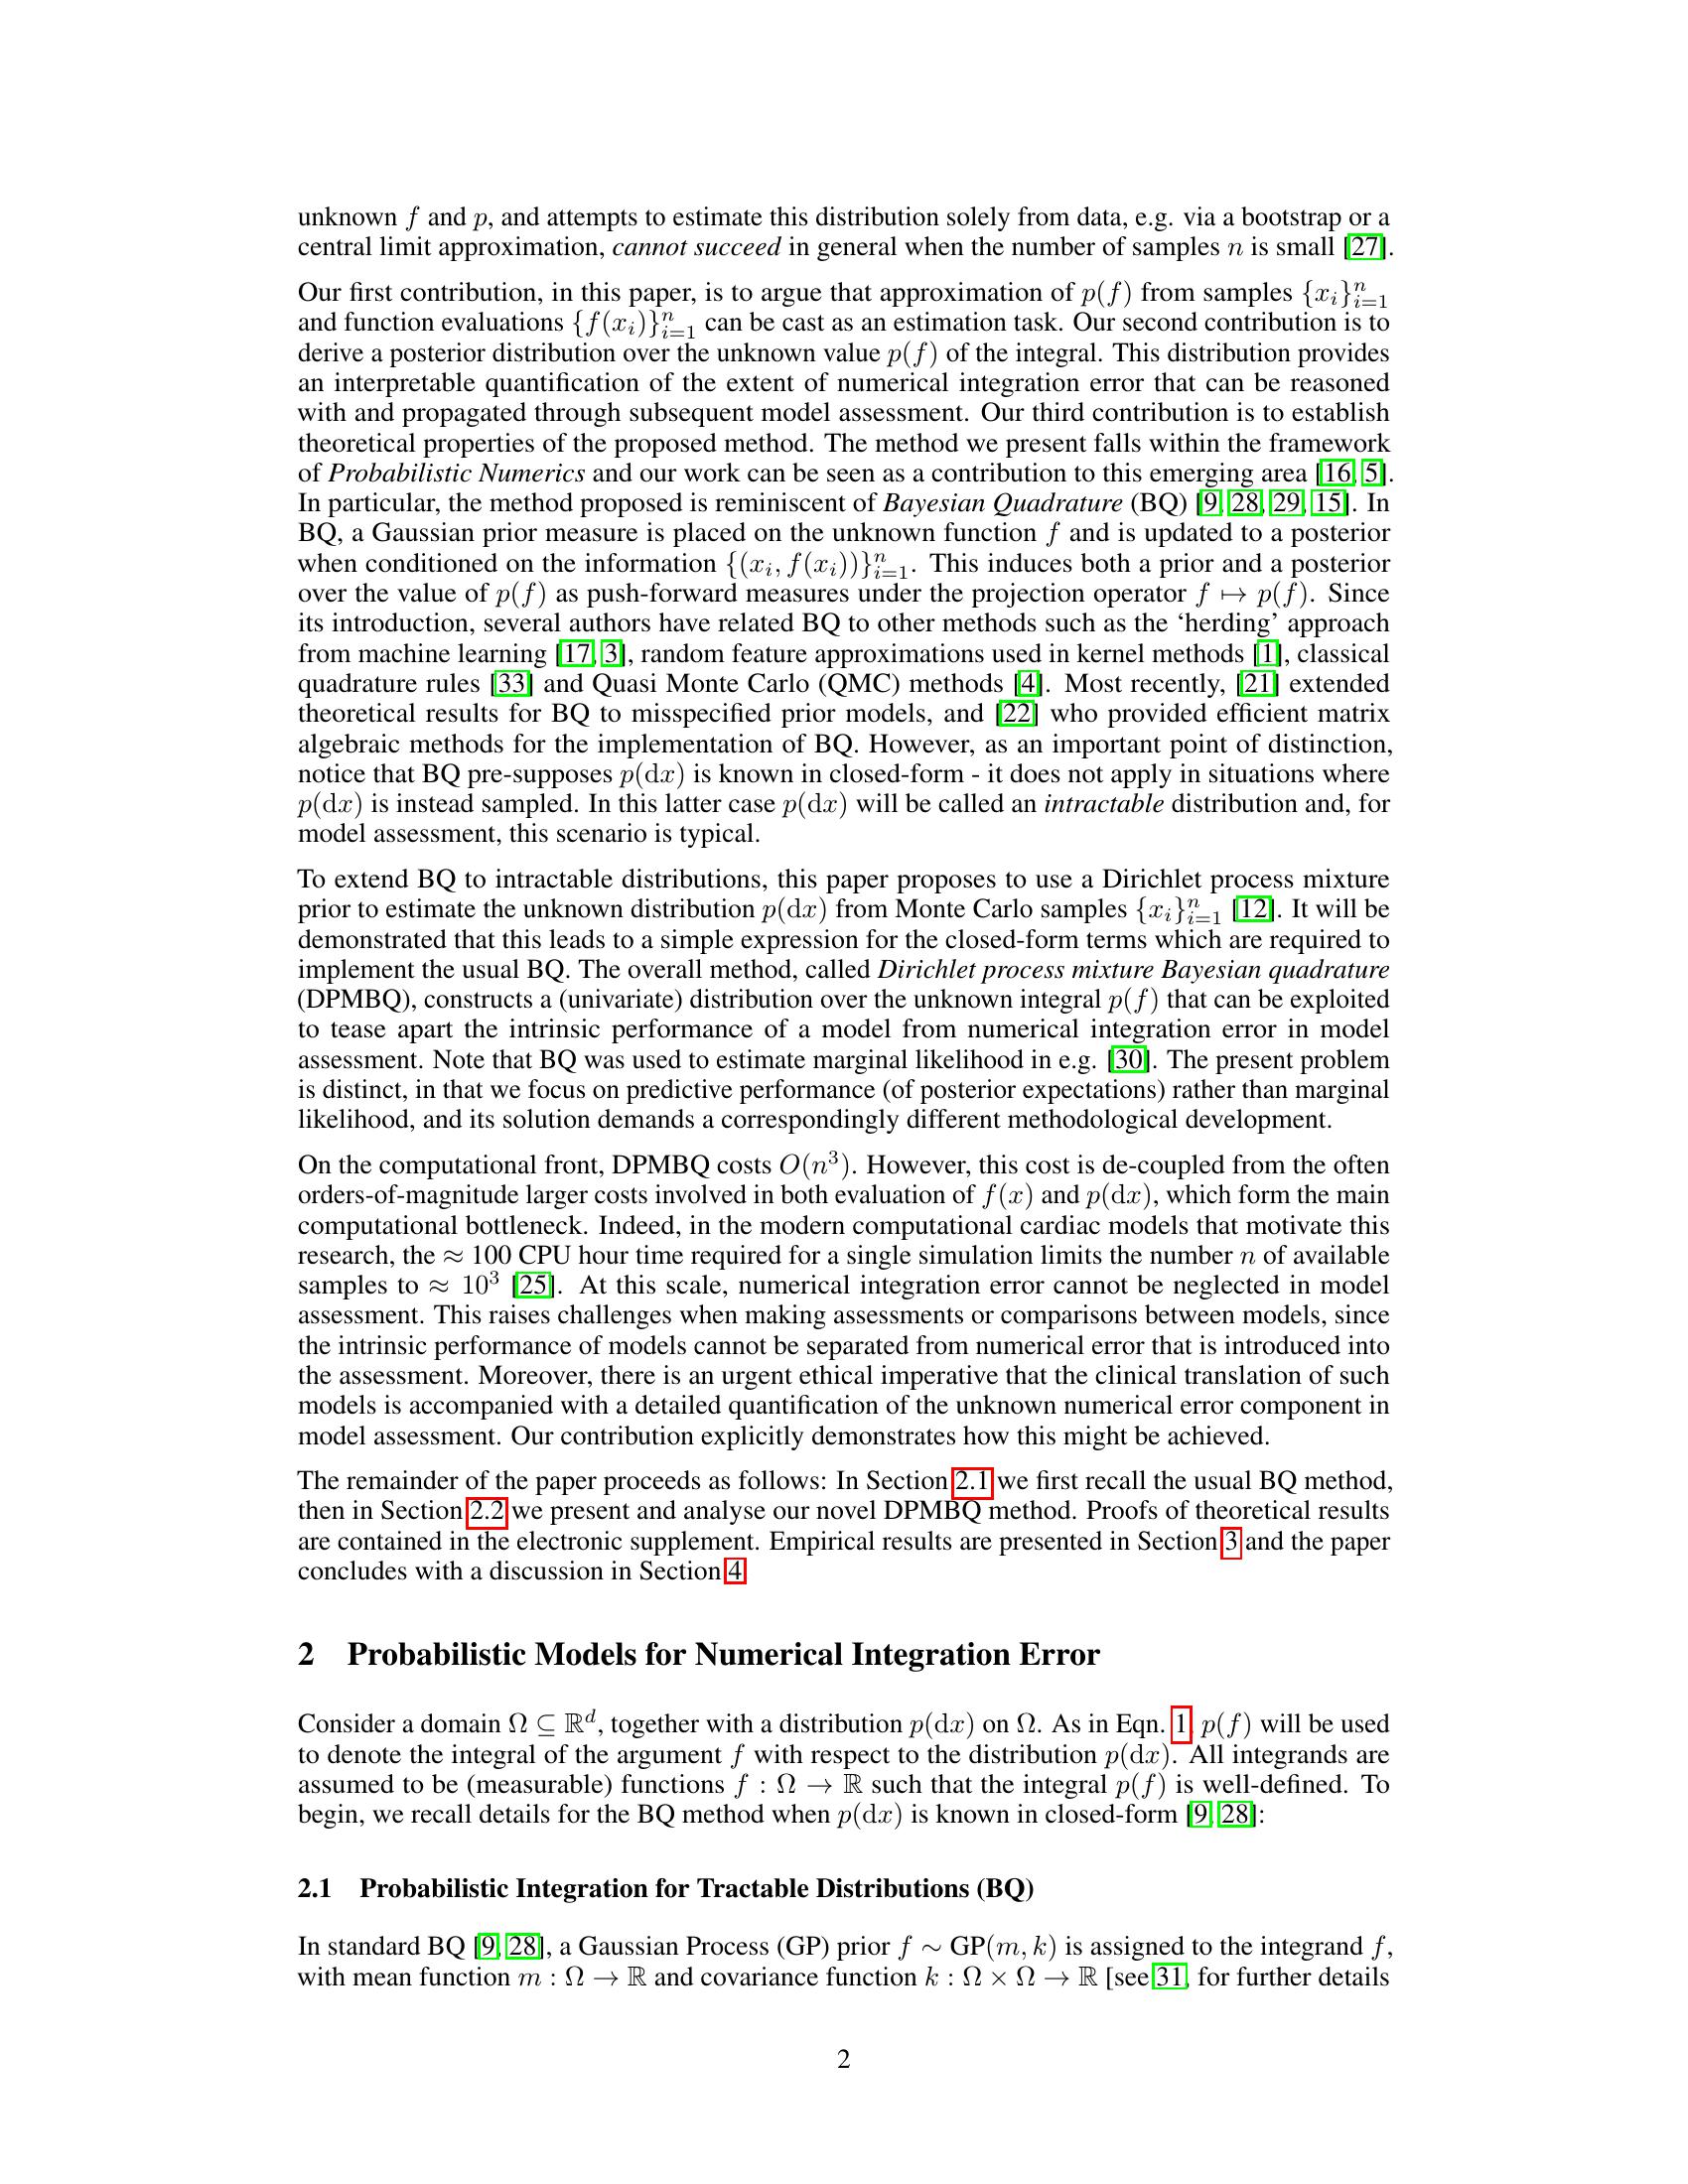 unknown f and p, and attempts to estimate this distribution solely from data, e.g. via a bootstrap or a
central limit approximation, cannot succeed in general when the number of samples n is small [27].
Our first contribution, in this paper, is to argue that approximation of p(f) from samples {x_i}_{i=1}^n
and function evaluations {f(x_i)}_{i=1}^n can be cast as an estimation task. Our second contribution is to
derive a posterior distribution over the unknown value p(f) of the integral. This distribution provides
an interpretable quantification of the extent of numerical integration error that can be reasoned
with and propagated through subsequent model assessment. Our third contribution is to establish
theoretical properties of the proposed method. The method we present falls within the framework
of Probabilistic Numerics and our work can be seen as a contribution to this emerging area [16, 5].
In particular, the method proposed is reminiscent of Bayesian Quadrature (BQ) [9, 28, 29, 15]. In
BQ, a Gaussian prior measure is placed on the unknown function f and is updated to a posterior
when conditioned on the information {(x_i, f(x_i))}_{i=1}^n. This induces both a prior and a posterior
over the value of p(f) as push-forward measures under the projection operator f ↦ p(f). Since
its introduction, several authors have related BQ to other methods such as the ‘herding’ approach
from machine learning [17, 3], random feature approximations used in kernel methods [1], classical
quadrature rules [33] and Quasi Monte Carlo (QMC) methods [4]. Most recently, [21] extended
theoretical results for BQ to misspecified prior models, and [22] who provided efficient matrix
algebraic methods for the implementation of BQ. However, as an important point of distinction,
notice that BQ pre-supposes p(dx) is known in closed-form - it does not apply in situations where
p(dx) is instead sampled. In this latter case p(dx) will be called an intractable distribution and, for
model assessment, this scenario is typical.
To extend BQ to intractable distributions, this paper proposes to use a Dirichlet process mixture
prior to estimate the unknown distribution p(dx) from Monte Carlo samples {x_i}_{i=1}^n [12]. It will be
demonstrated that this leads to a simple expression for the closed-form terms which are required to
implement the usual BQ. The overall method, called Dirichlet process mixture Bayesian quadrature
(DPMBQ), constructs a (univariate) distribution over the unknown integral p(f) that can be exploited
to tease apart the intrinsic performance of a model from numerical integration error in model
assessment. Note that BQ was used to estimate marginal likelihood in e.g. [30]. The present problem
is distinct, in that we focus on predictive performance (of posterior expectations) rather than marginal
likelihood, and its solution demands a correspondingly different methodological development.
On the computational front, DPMBQ costs O(n³). However, this cost is de-coupled from the often
orders-of-magnitude larger costs involved in both evaluation of f(x) and p(dx), which form the main
computational bottleneck. Indeed, in the modern computational cardiac models that motivate this
research, the ≈ 100 CPU hour time required for a single simulation limits the number n of available
samples to ≈ 10³ [25]. At this scale, numerical integration error cannot be neglected in model
assessment. This raises challenges when making assessments or comparisons between models, since
the intrinsic performance of models cannot be separated from numerical error that is introduced into
the assessment. Moreover, there is an urgent ethical imperative that the clinical translation of such
models is accompanied with a detailed quantification of the unknown numerical error component in
model assessment. Our contribution explicitly demonstrates how this might be achieved.
The remainder of the paper proceeds as follows: In Section 2.1 we first recall the usual BQ method,
then in Section 2.2 we present and analyse our novel DPMBQ method. Proofs of theoretical results
are contained in the electronic supplement. Empirical results are presented in Section 3 and the paper
concludes with a discussion in Section 4.
2 Probabilistic Models for Numerical Integration Error
Consider a domain Ω ⊆ ℝ^d, together with a distribution p(dx) on Ω. As in Eqn. 1, p(f) will be used
to denote the integral of the argument f with respect to the distribution p(dx). All integrands are
assumed to be (measurable) functions f : Ω → ℝ such that the integral p(f) is well-defined. To
begin, we recall details for the BQ method when p(dx) is known in closed-form [9, 28]:
2.1 Probabilistic Integration for Tractable Distributions (BQ)
In standard BQ [9, 28], a Gaussian Process (GP) prior f ∼ GP(m, k) is assigned to the integrand f,
with mean function m : Ω → ℝ and covariance function k : Ω × Ω → ℝ [see 31, for further details
2